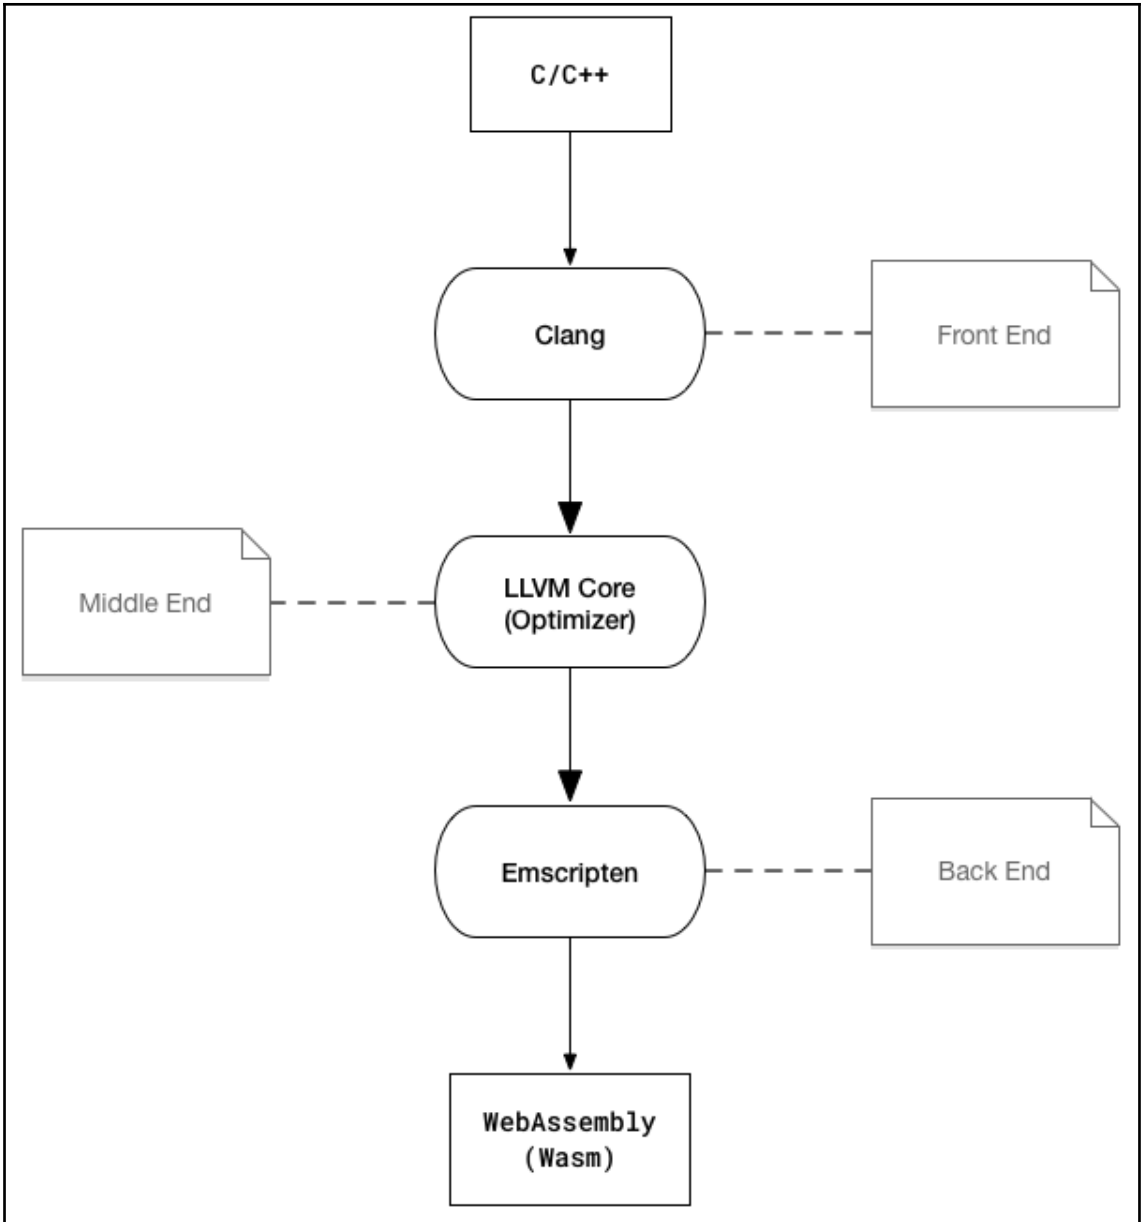 C/C++
Clang
Front End
LLVM Core
(Optimizer)
Middle End
Emscripten
Back End
WebAssembly
(Wasm)